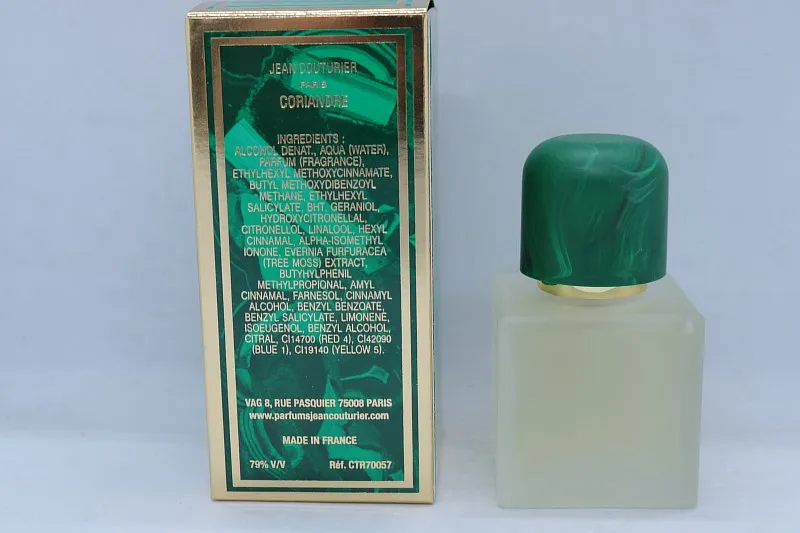 JEAN COUTURIER
PARIS
CORIANDRE
INGREDIENTS :
ALCOHOL DENAT., AQUA (WATER),
PARFUM (FRAGRANCE),
ETHYLHEXYL METHOXYCINNAMATE,
BUTYL METHOXYDIBENZOYL
METHANE, ETHYLHEXYL
SALICYLATE, BHT, GERANIOL,
HYDROXYCITRONELLAL,
CITRONELLOL, LINALOOL, HEXYL
CINNAMAL, ALPHA-ISOMETHYL
IONONE, EVERNIA FURFURACEA
(TREE MOSS) EXTRACT,
BUTYHYLPHENIL
METHYLPROPIONAL, AMYL
CINNAMAL, FARNESOL, CINNAMYL
ALCOHOL, BENZYL BENZOATE,
BENZYL SALICYLATE, LIMONENE,
ISOEUGENOL, BENZYL ALCOHOL,
CITRAL, CI14700 (RED 4), CI42090
(BLUE 1), CI19140 (YELLOW 5).
VAG 8, RUE PASQUIER 75008 PARIS
www.parfumsjeancouturier.com
MADE IN FRANCE
79% V/V Réf. CTR70057